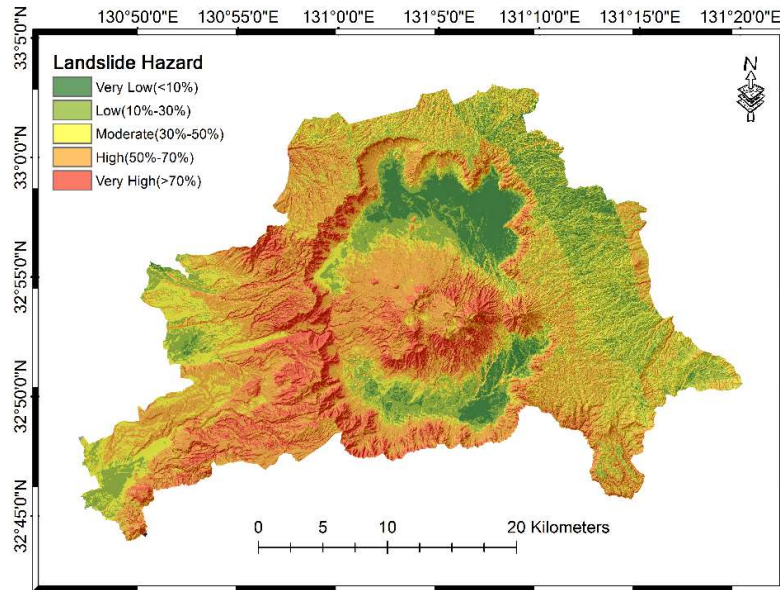 130°50'0"E 130°55'0"E 131°0'0"E 131°5'0"E 131°10'0"E 131°15'0"E 131°20'0"E
33°5'0"N
33°0'0"N
32°55'0"N
32°50'0"N
32°45'0"N
Landslide Hazard
Very Low(<10%)
Low(10%-30%)
Moderate(30%-50%)
High(50%-70%)
Very High(>70%)
N
0 5 10 20 Kilometers